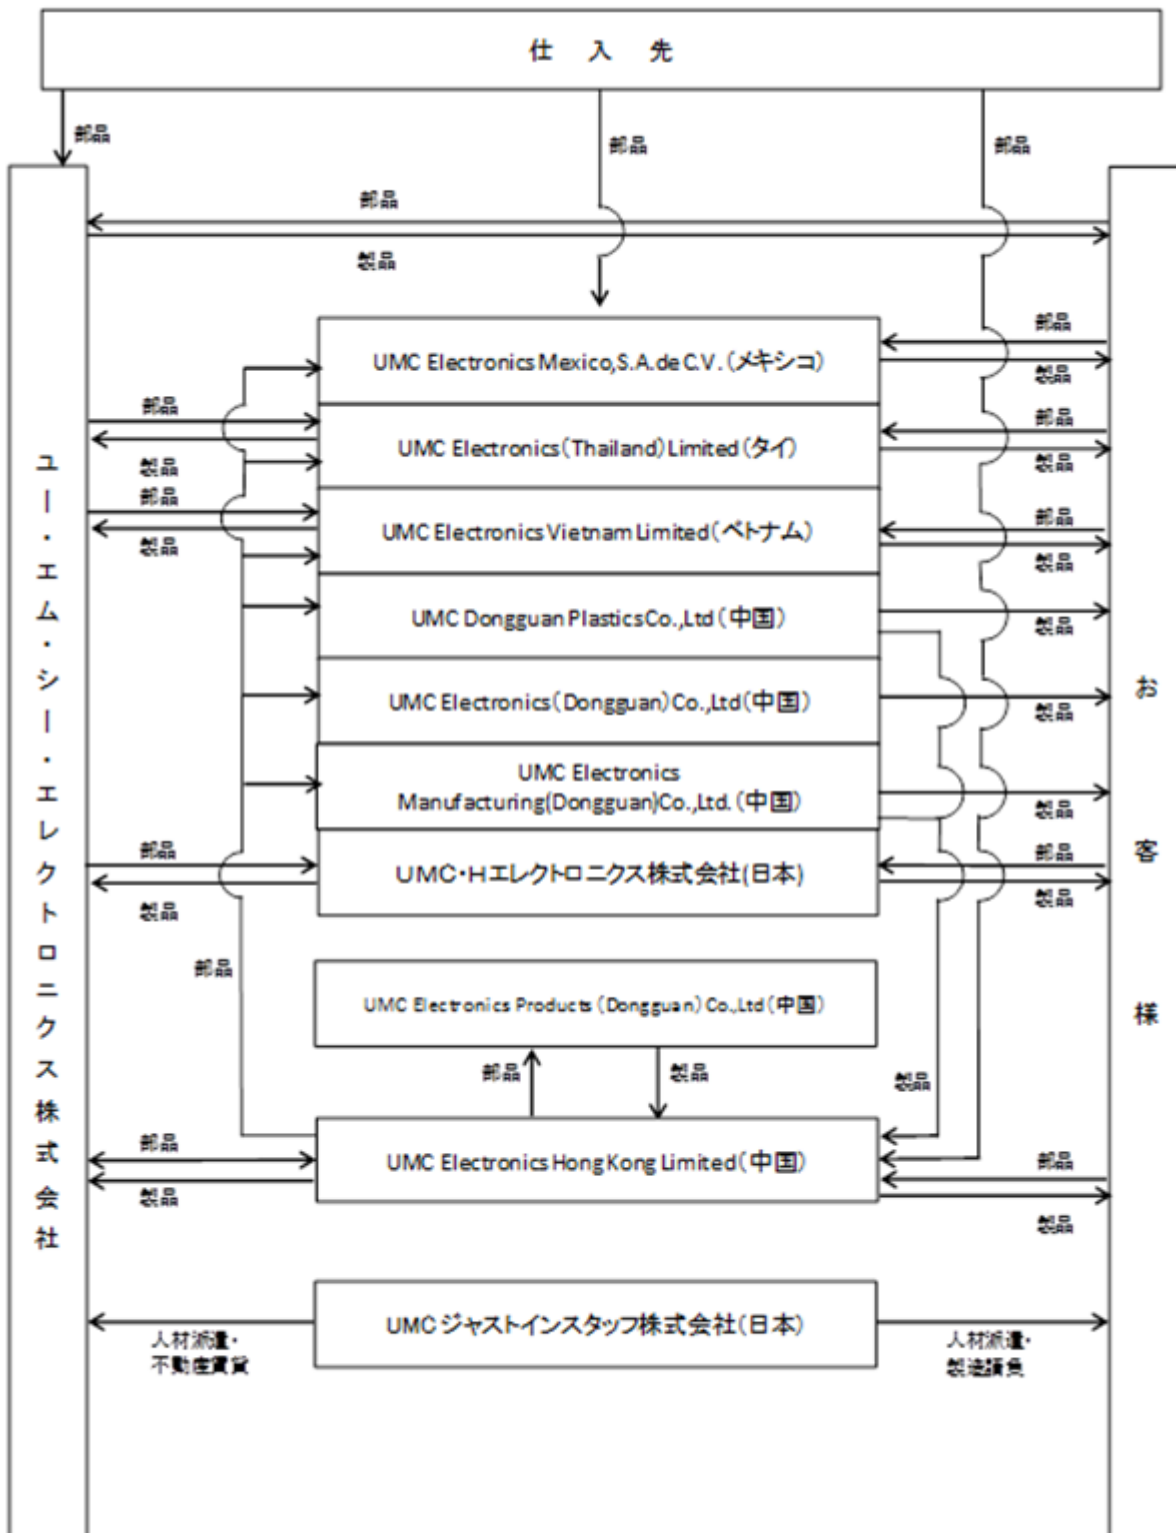 仕 入 先
部品
部品
部品
部品
製品
UMC Electronics Mexico,S.A.de C.V.(メキシコ)
部品
製品
部品
製品
UMC Electronics(Thailand)Limited(タイ)
部品
製品
部品
製品
UMC Electronics Vietnam Limited(ベトナム)
部品
製品
UMC Dongguan Plastics Co.,Ltd(中国)
製品
UMC Electronics(Dongguan)Co.,Ltd(中国)
製品
UMC Electronics
Manufacturing(Dongguan)Co.,Ltd.(中国)
製品
部品
製品
UMC・Hエレクトロニクス株式会社(日本)
部品
製品
部品
UMC Electronics Products(Dongguan)Co.,Ltd(中国)
部品
製品
製品
部品
製品
UMC Electronics Hong Kong Limited(中国)
部品
製品
UMCジャストインスタッフ株式会社(日本)
人材派遣・
不動産賃貸
人材派遣・
製造請負
ユー・エム・シー・エレクトロニクス株式会社
お客様